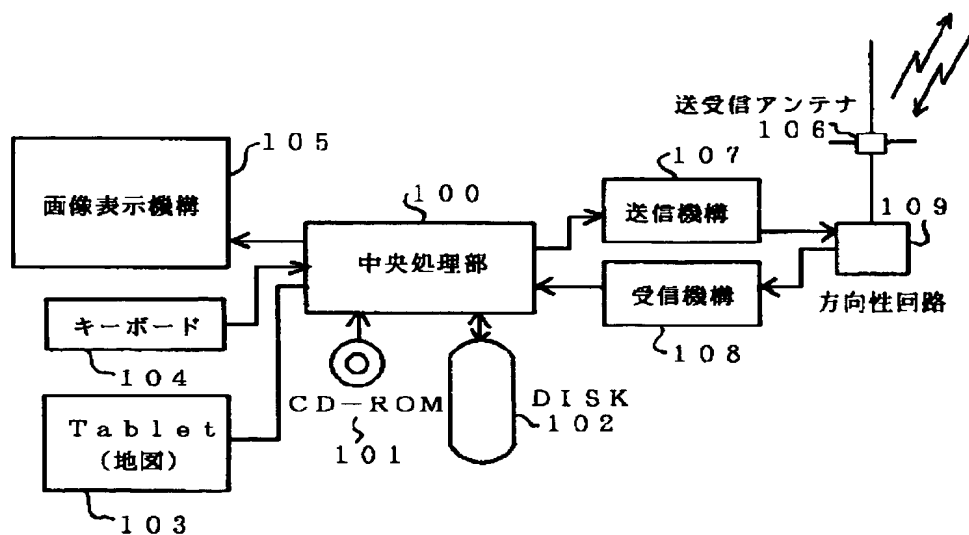 送受信アンテナ
１０６
１０５
１０７
１００
１０９
画像表示機構
送信機構
中央処理部
受信機構
方向性回路
キーボード
１０４
１０８
ＣＤ－ＲＯＭ
１０１
ＤＩＳＫ
１０２
Ｔａｂｌｅｔ
（地図）
１０３